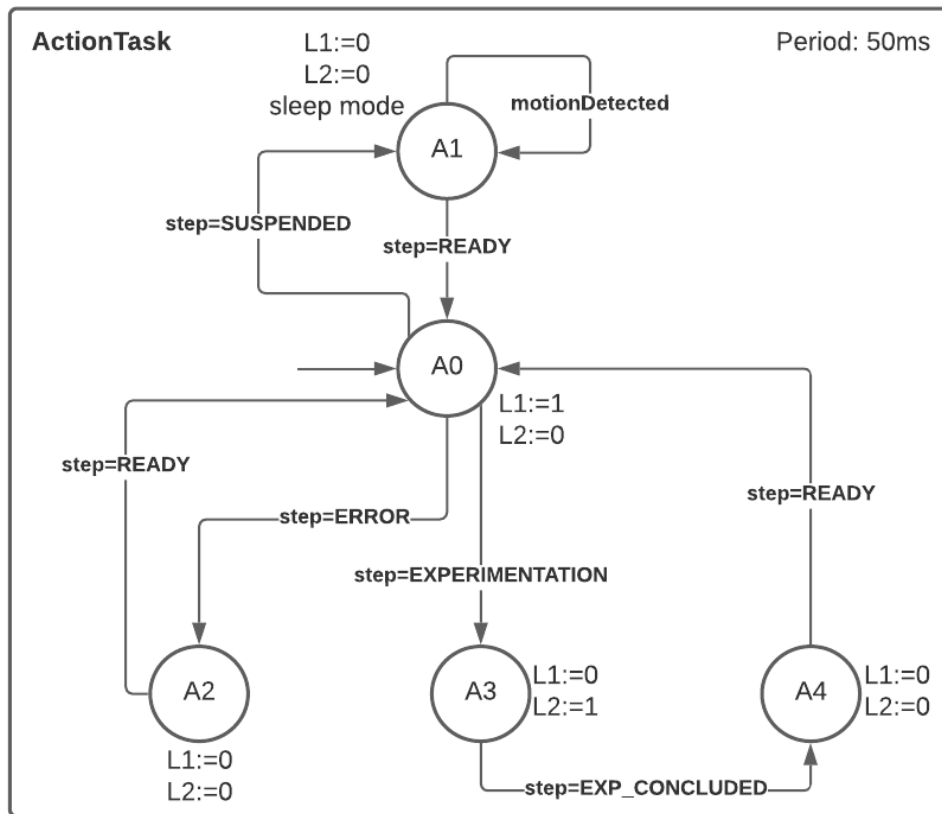 ActionTask
Period: 50ms
L1:=0
L2:=0
sleep mode
motionDetected
A1
step=SUSPENDED
step=READY
A0
L1:=1
L2:=0
step=READY
step=READY
step=ERROR
step=EXPERIMENTATION
A2
L1:=0
L2:=0
A3
L1:=0
L2:=1
A4
L1:=0
L2:=0
step=EXP_CONCLUDED